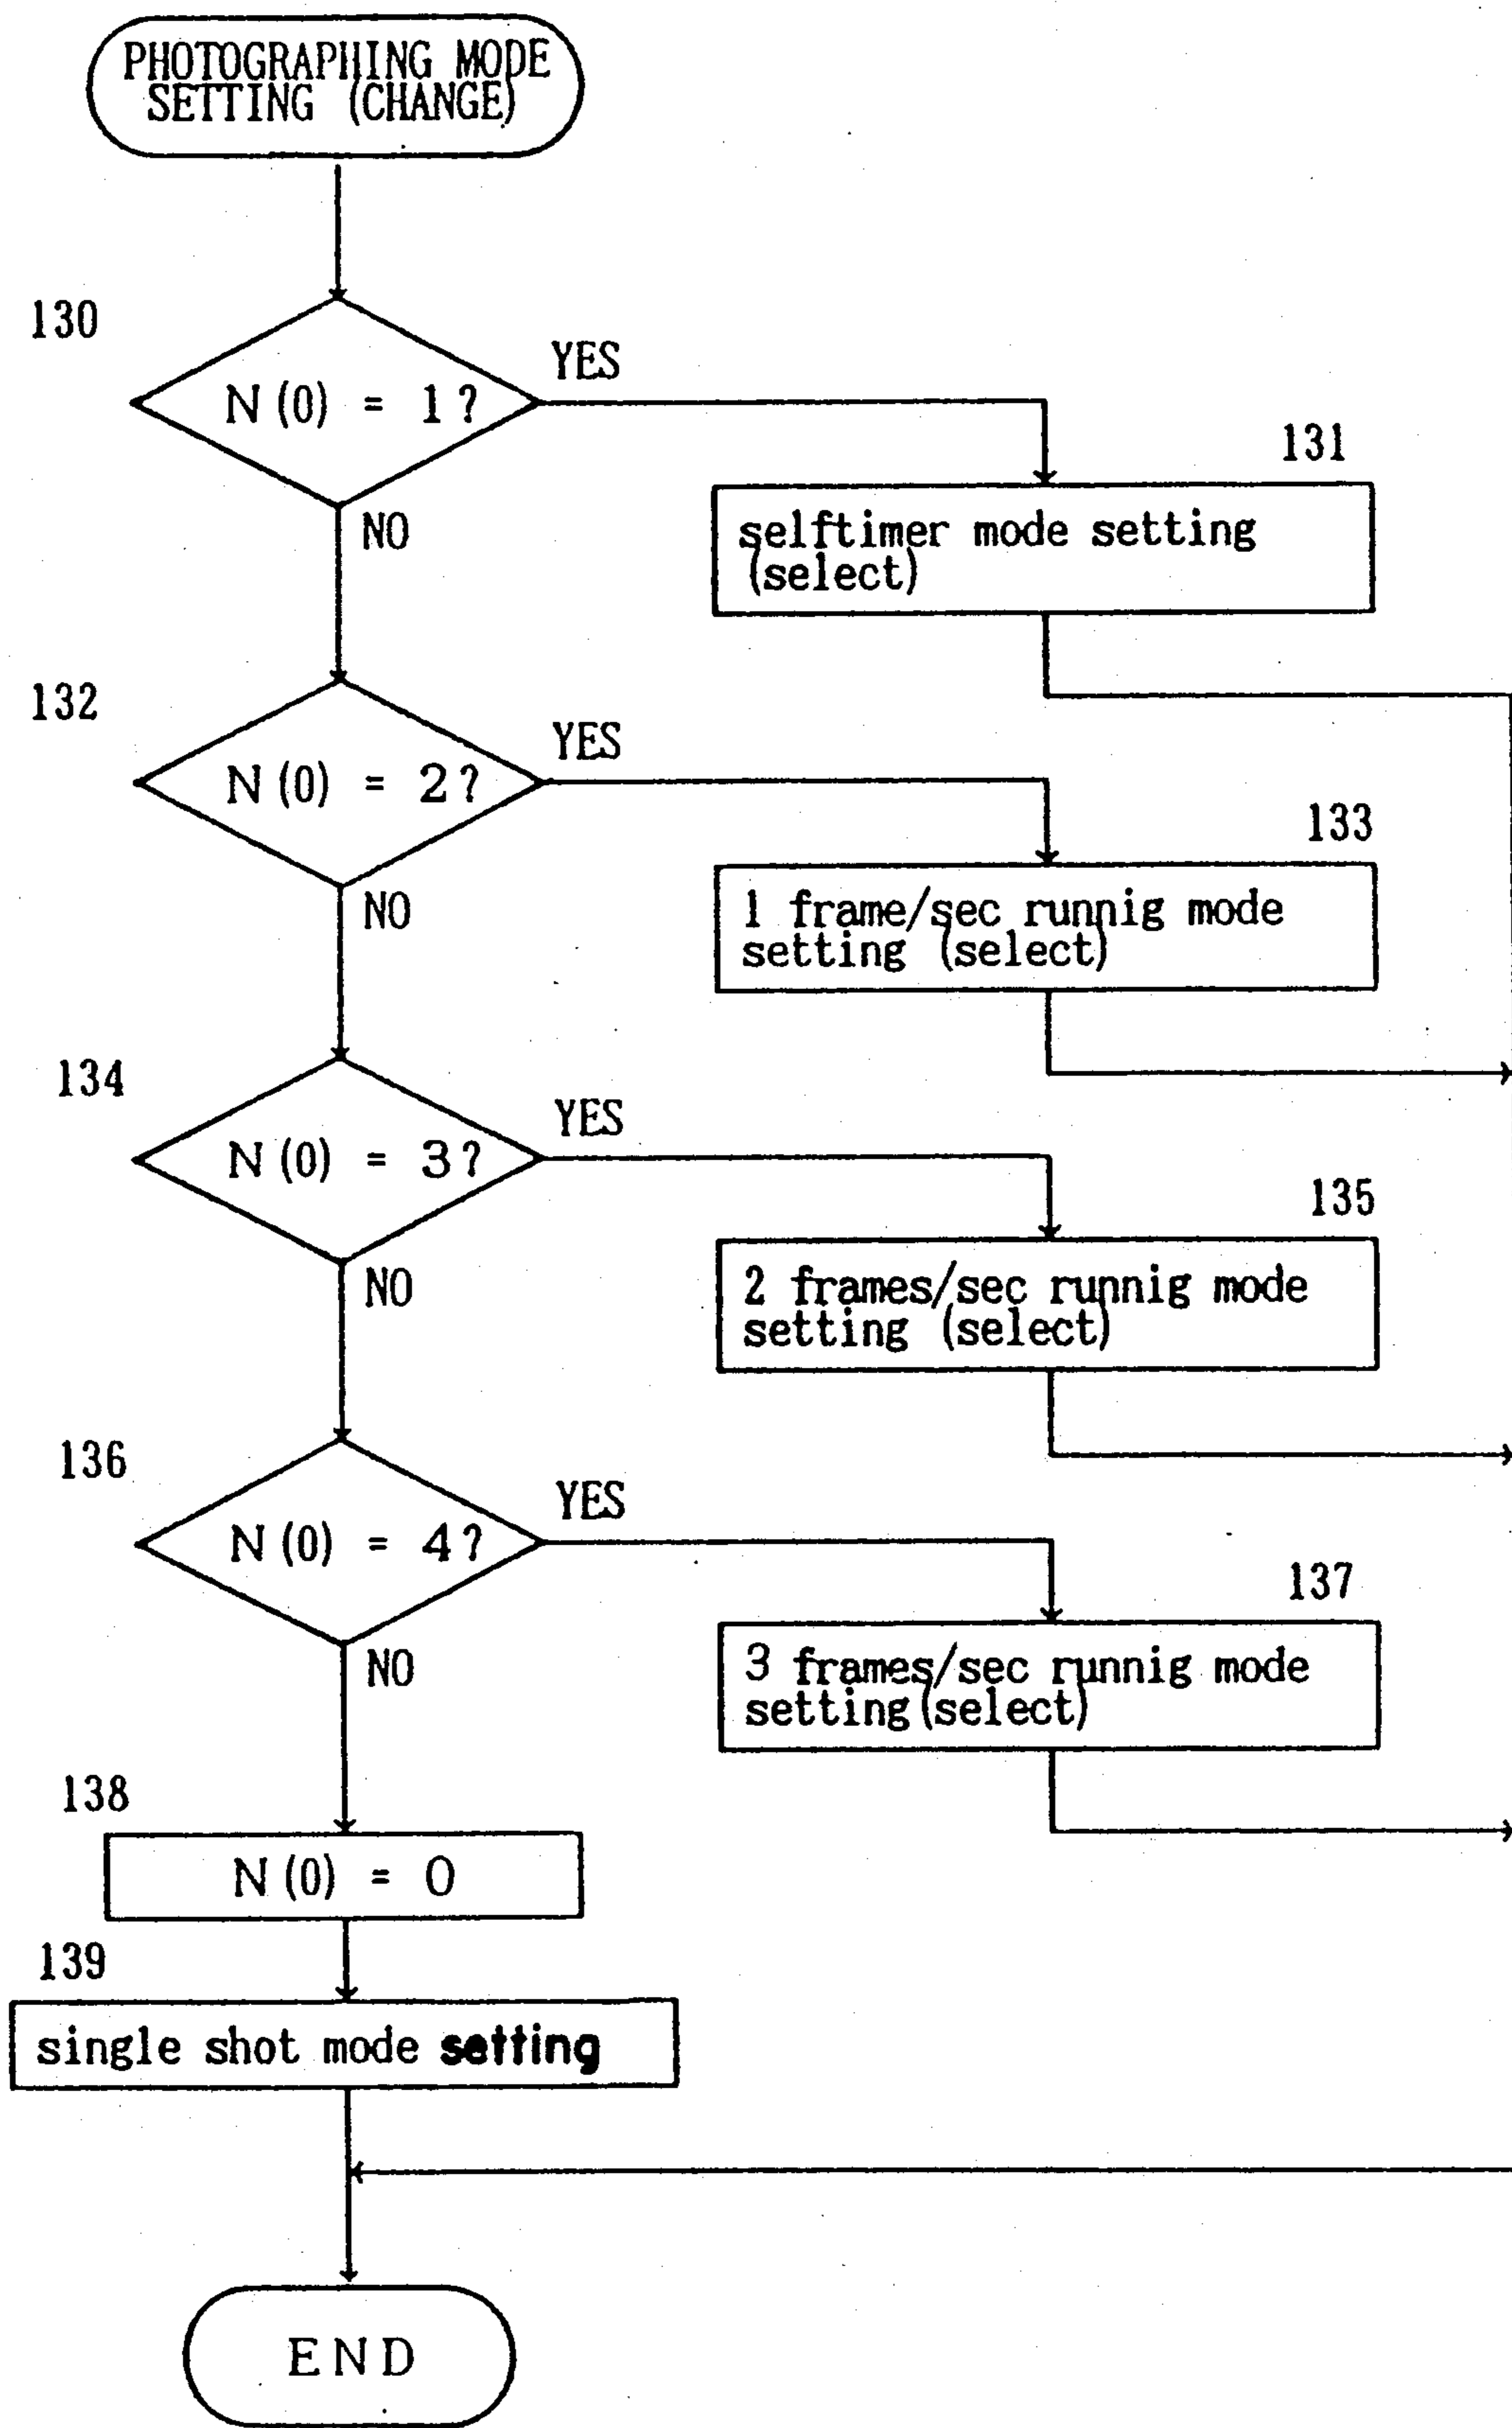 PHOTOGRAPHING MODE
SETTING (CHANGE)
130
N(0) = 1?
YES
NO
131
selftimer mode setting
(select)
132
N(0) = 2?
YES
NO
133
1 frame/sec runnig mode
setting (select)
134
N(0) = 3?
YES
NO
135
2 frames/sec runnig mode
setting (select)
136
N(0) = 4?
YES
NO
137
3 frames/sec runnig mode
setting(select)
138
N(0) = 0
139
single shot mode setting
END